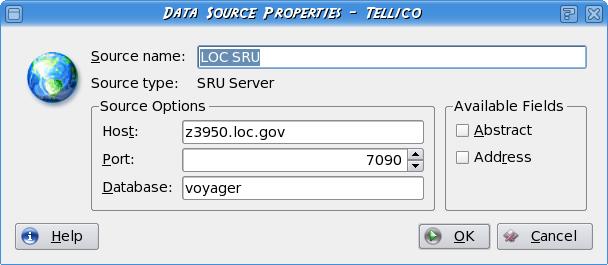 Data Source Properties - Tellico
Source name: LOC SRU
Source type: SRU Server
Source Options
Host: z3950.loc.gov
Port: 7090
Database: voyager
Available Fields
Abstract
Address
Help
OK
Cancel